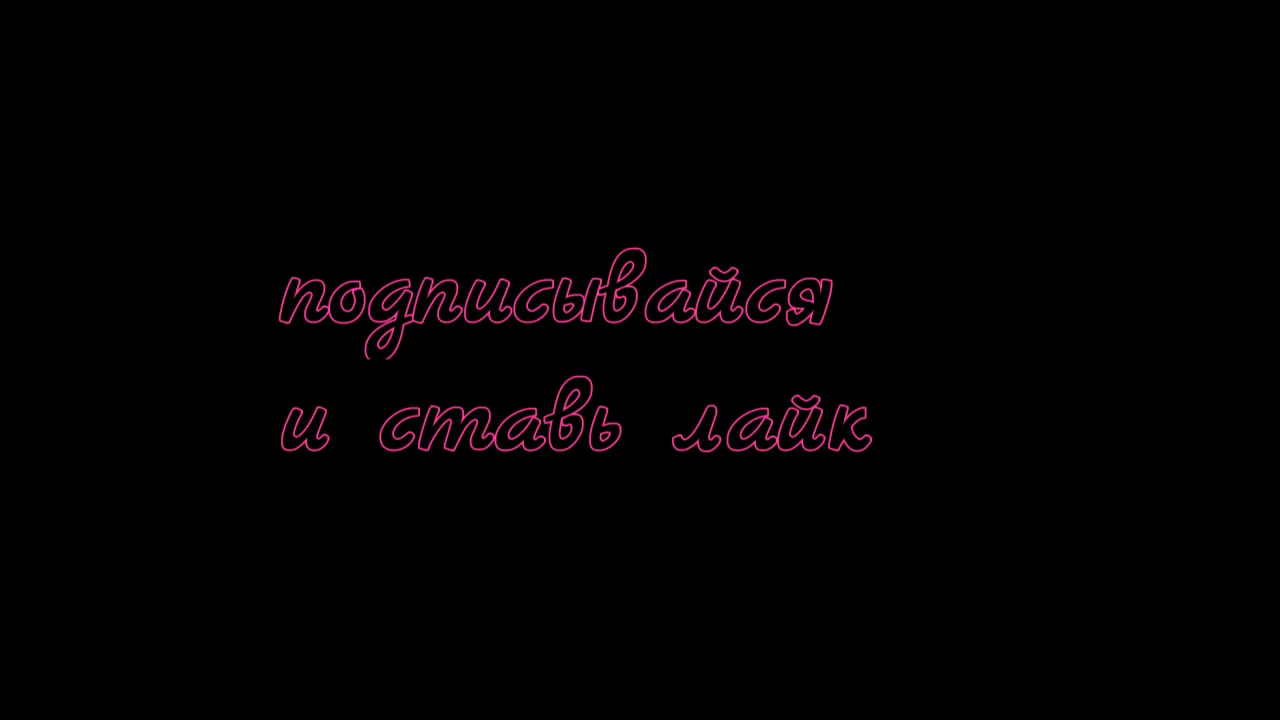 подписывайся
и ставь лайк